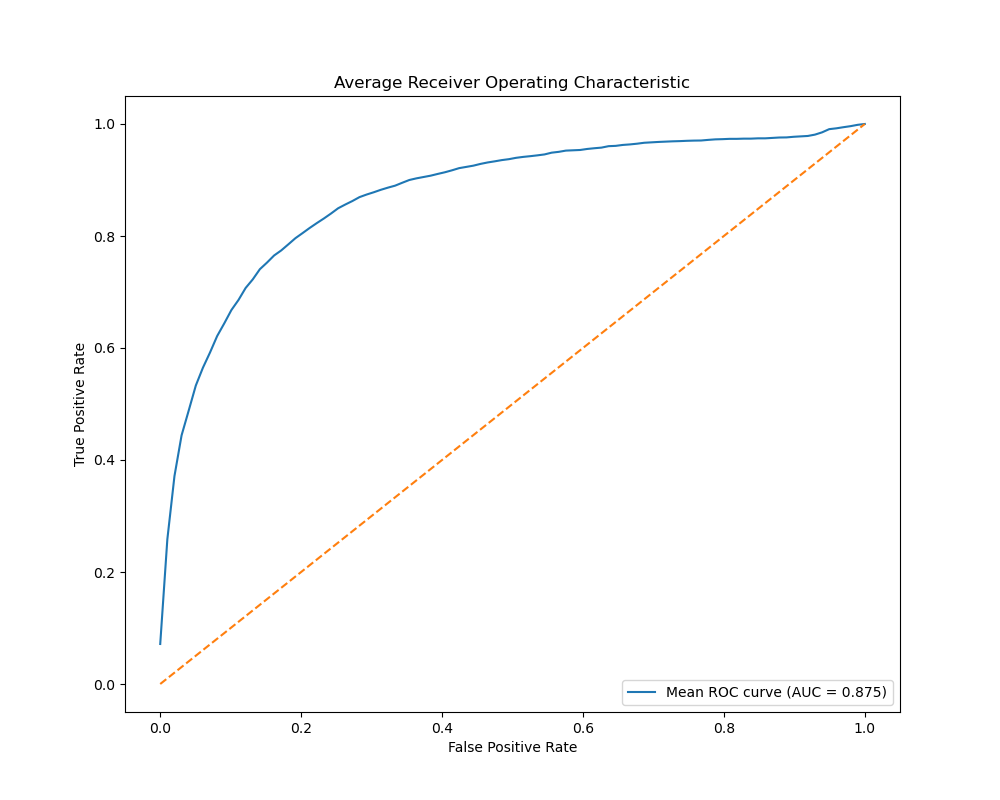 Average Receiver Operating Characteristic
1.0
0.8
0.6
0.4
0.2
0.0
True Positive Rate
Mean ROC curve (AUC = 0.875)
0.0 0.2 0.4 0.6 0.8 1.0
False Positive Rate